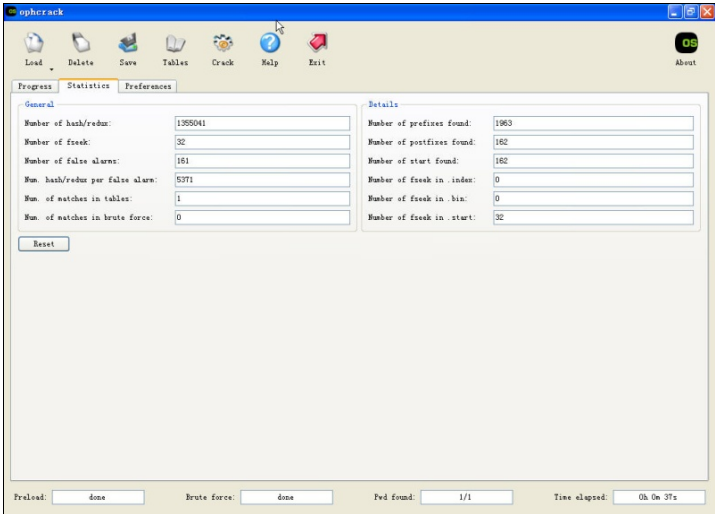 ophcrack
Load Delete Save Tables Crack Help Exit
OS
About
Progress Statistics Preferences
General
Number of hash/redux: 1355041
Number of fseek: 32
Number of false alarms: 161
Num. hash/redux per false alarm: 5371
Num. of matches in tables: 1
Num. of matches in brute force: 0
Reset
Details
Number of prefixes found: 1963
Number of postfixes found: 162
Number of start found: 162
Number of fseek in .index: 0
Number of fseek in .bin: 0
Number of fseek in .start: 32
Preload: done Brute force: done Pwd found: 1/1 Time elapsed: 0h 0m 37s